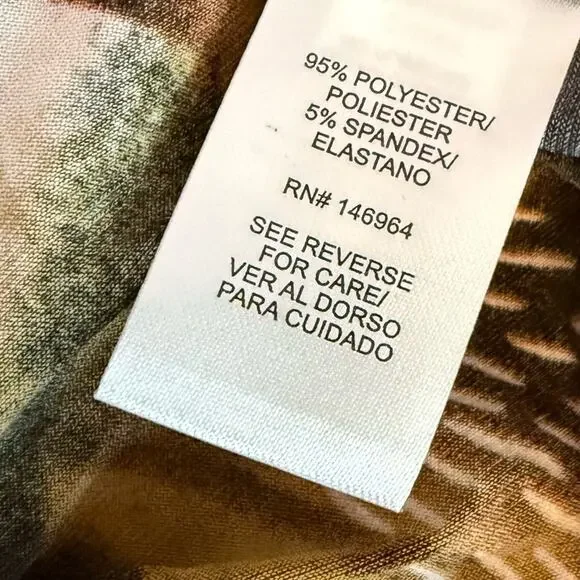 95% POLYESTER/
POLIESTER
5% SPANDEX/
ELASTANO
RN# 146964
SEE REVERSE
FOR CARE/
VER AL DORSO
PARA CUIDADO